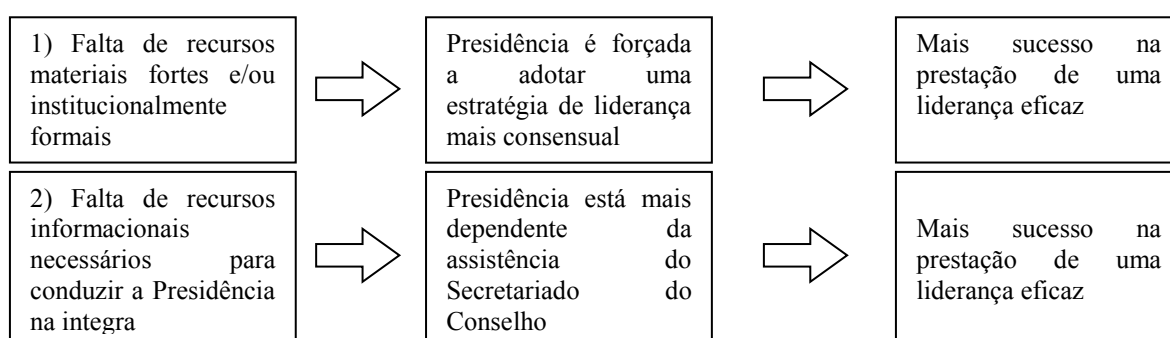 1) Falta de recursos
materiais fortes e/ou
institucionalmente
formais
Presidência é forçada
a adotar uma
estratégia de liderança
mais consensual
Mais sucesso na
prestação de uma
liderança eficaz
2) Falta de recursos
informacionais
necessários para
conduzir a Presidência
na integra
Presidência está mais
dependente da
assistência do
Secretariado do
Conselho
Mais sucesso na
prestação de uma
liderança eficaz